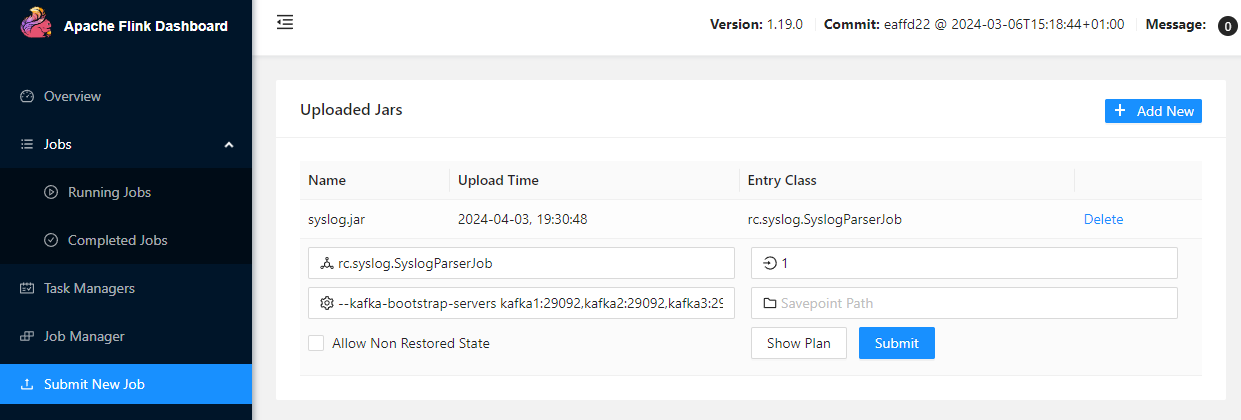 Apache Flink Dashboard
Version: 1.19.0 Commit: eaffd22 @ 2024-03-06T15:18:44+01:00 Message: 0
Overview
Jobs
Running Jobs
Completed Jobs
Task Managers
Job Manager
Submit New Job
Uploaded Jars
Add New
Name Upload Time Entry Class
syslog.jar 2024-04-03, 19:30:48 rc.syslog.SyslogParserJob Delete
rc.syslog.SyslogParserJob 1
--kafka-bootstrap-servers kafka1:29092,kafka2:29092,kafka3:29 Savepoint Path
Allow Non Restored State Show Plan Submit